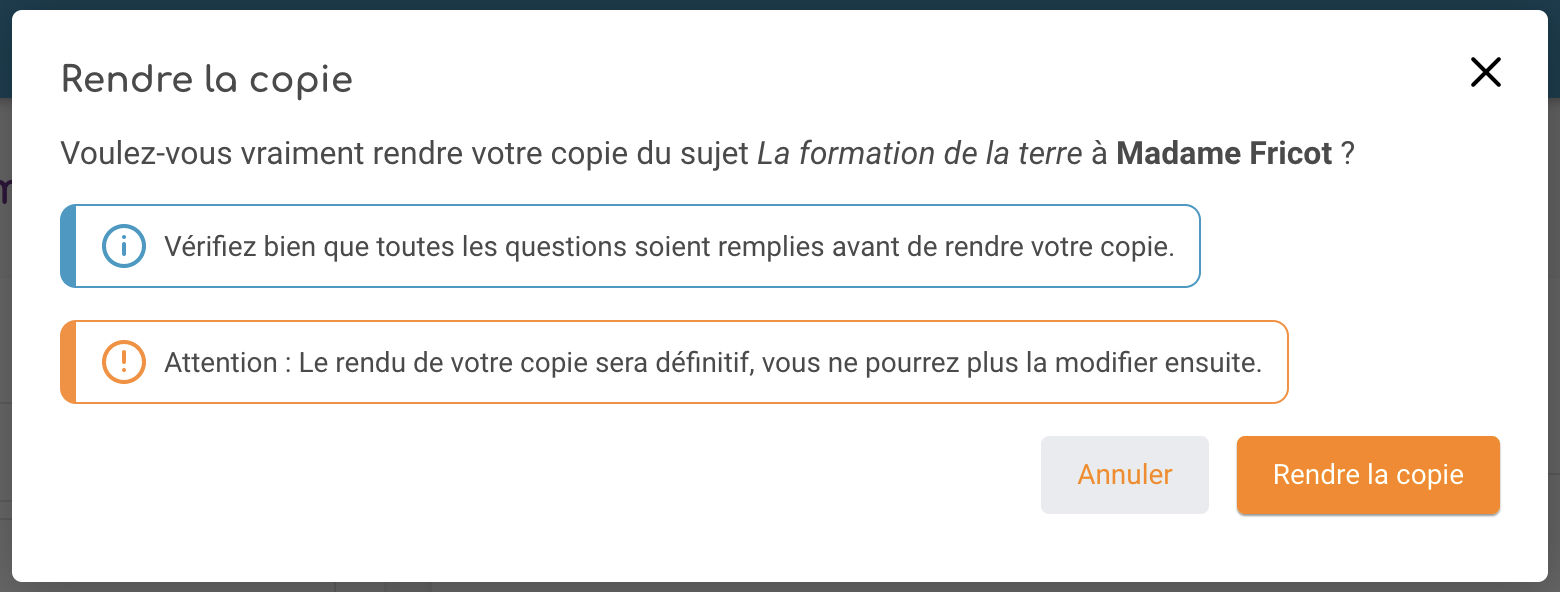 Rendre la copie
Voulez-vous vraiment rendre votre copie du sujet La formation de la terre à Madame Fricot ?
Vérifiez bien que toutes les questions soient remplies avant de rendre votre copie.
Attention : Le rendu de votre copie sera définitif, vous ne pourrez plus la modifier ensuite.
Annuler
Rendre la copie